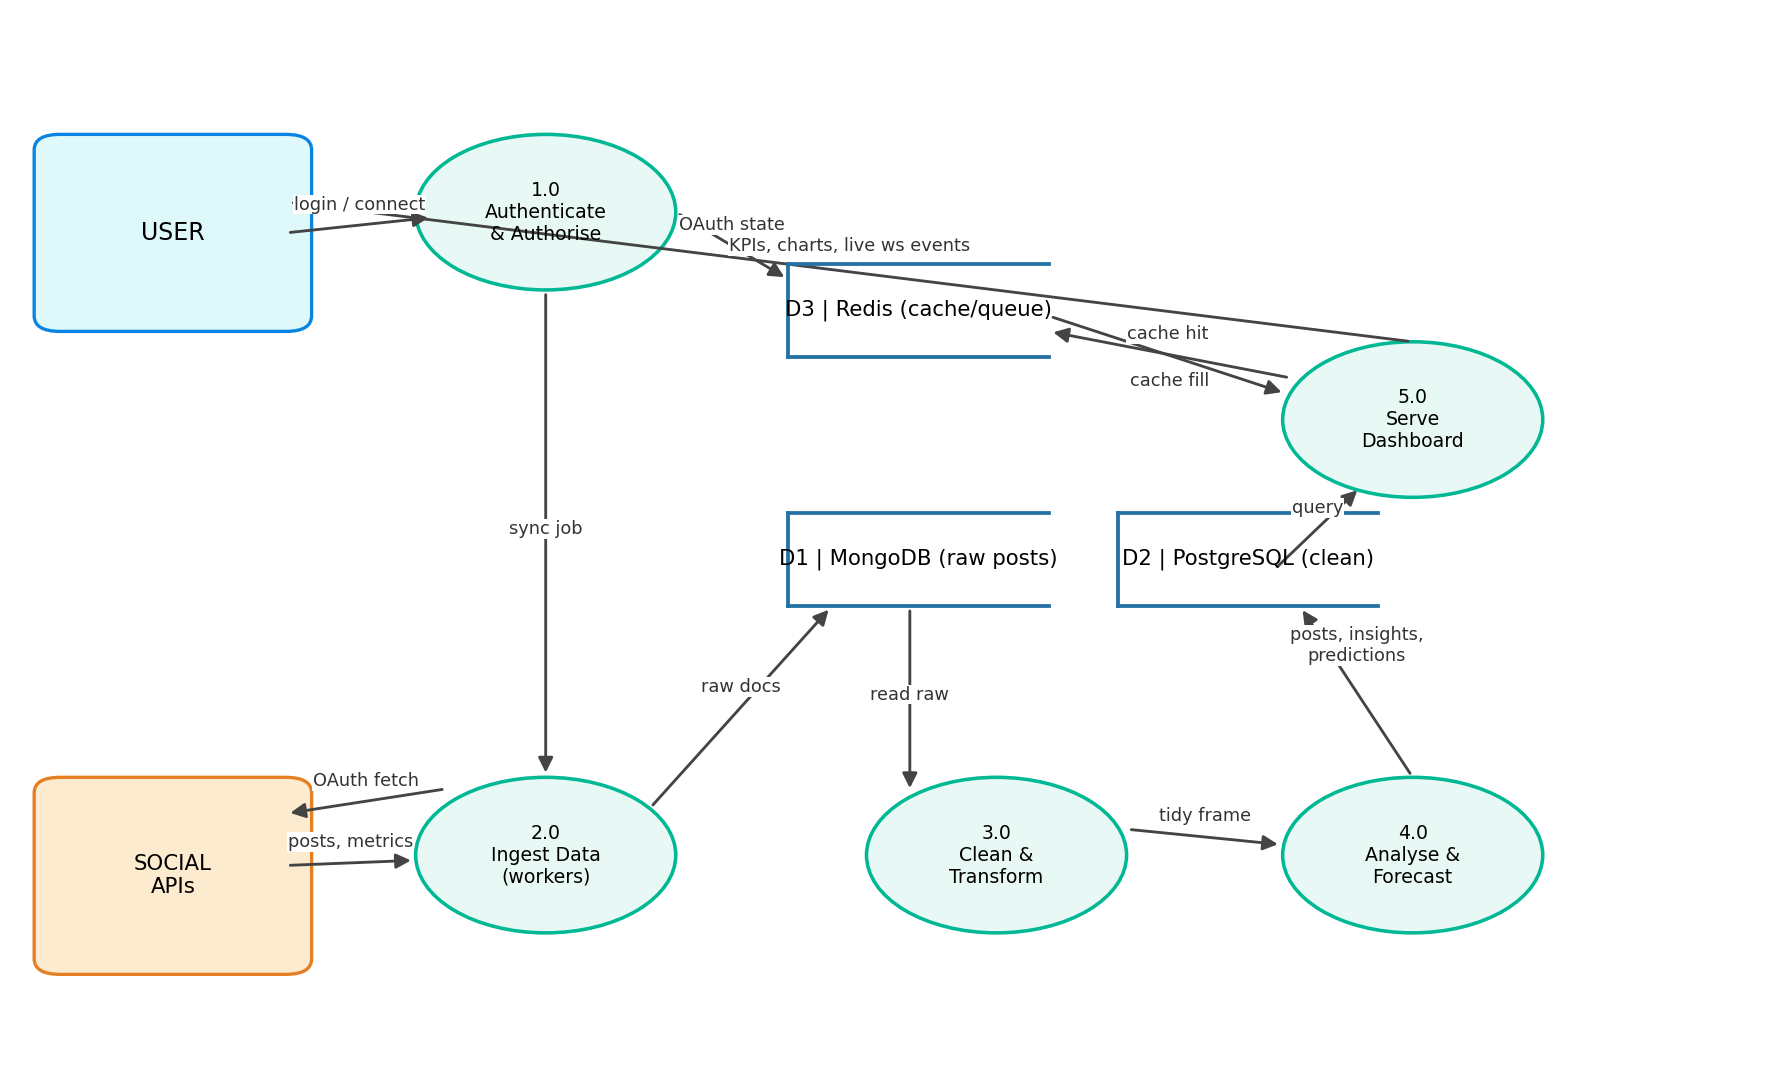 USER
login / connect
1.0
Authenticate
& Authorise
OAuth state
KPIs, charts, live ws events
D3 | Redis (cache/queue)
cache hit
cache fill
5.0
Serve
Dashboard
query
sync job
D1 | MongoDB (raw posts)
D2 | PostgreSQL (clean)
posts, insights,
predictions
raw docs
read raw
OAuth fetch
posts, metrics
SOCIAL
APIs
2.0
Ingest Data
(workers)
3.0
Clean &
Transform
tidy frame
4.0
Analyse &
Forecast